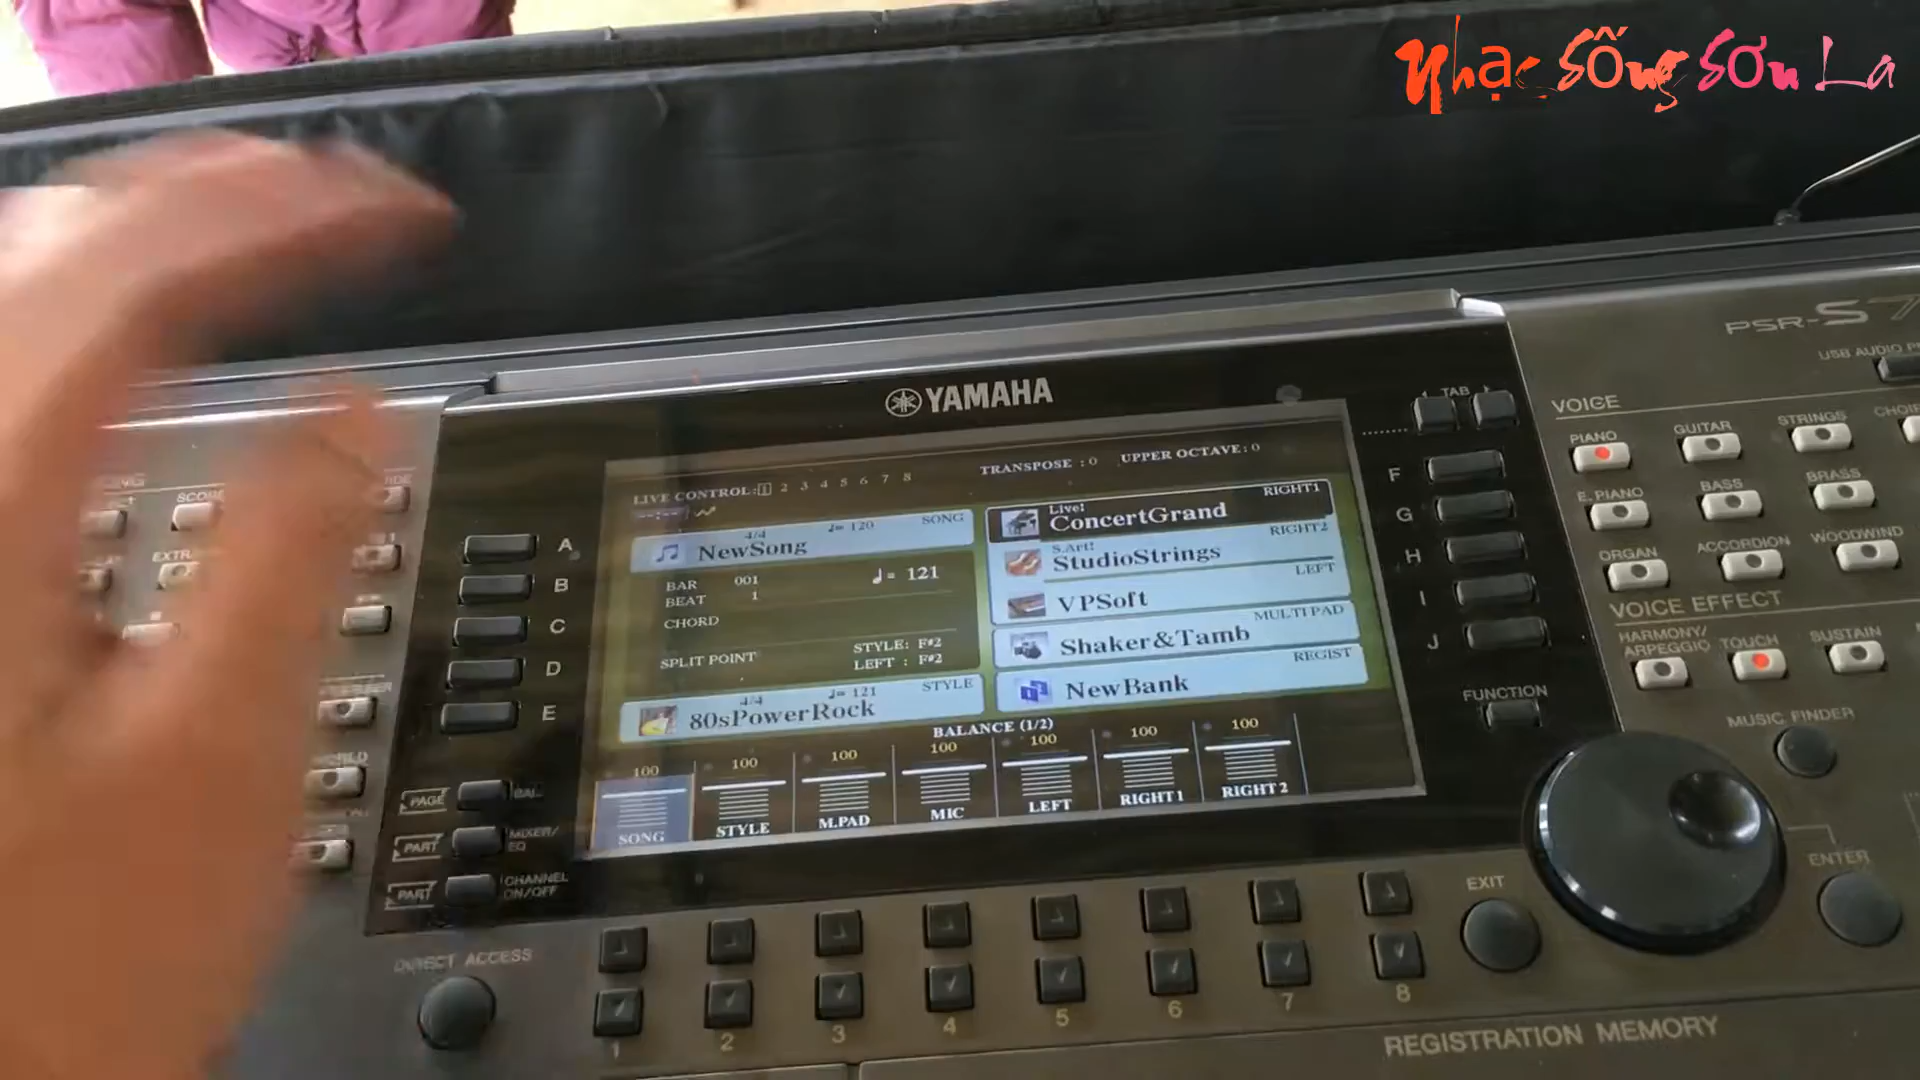 Nhạc Sống Sơn La
YAMAHA
PSR-S7
TAB
LIVE CONTROL: 1 2 3 4 5 6 7 8
TRANSPOSE : 0
UPPER OCTAVE: 0
4/4 ♩= 120 SONG
NewSong
BAR 001
BEAT 1
♩= 121
CHORD
SPLIT POINT
STYLE: F#2
LEFT : F#2
4/4 ♩= 121 STYLE
80sPowerRock
RIGHT1
Live!
ConcertGrand
RIGHT2
S.Art!
StudioStrings
LEFT
VPSoft
MULTI PAD
Shaker&Tamb
REGIST
NewBank
BALANCE (1/2)
100 100 100 100 100 100 100
SONG STYLE M.PAD MIC LEFT RIGHT1 RIGHT2
A
B
C
D
E
F
G
H
I
J
PAGE
PART MIXER/
EQ
PART CHANNEL
ON/OFF
DIRECT ACCESS
1 2 3 4 5 6 7 8
EXIT
ENTER
FUNCTION
USB AUDIO
VOICE
PIANO GUITAR STRINGS
E. PIANO BASS BRASS
ORGAN ACCORDION WOODWIND
VOICE EFFECT
HARMONY/
ARPEGGIO TOUCH SUSTAIN
MUSIC FINDER
REGISTRATION MEMORY